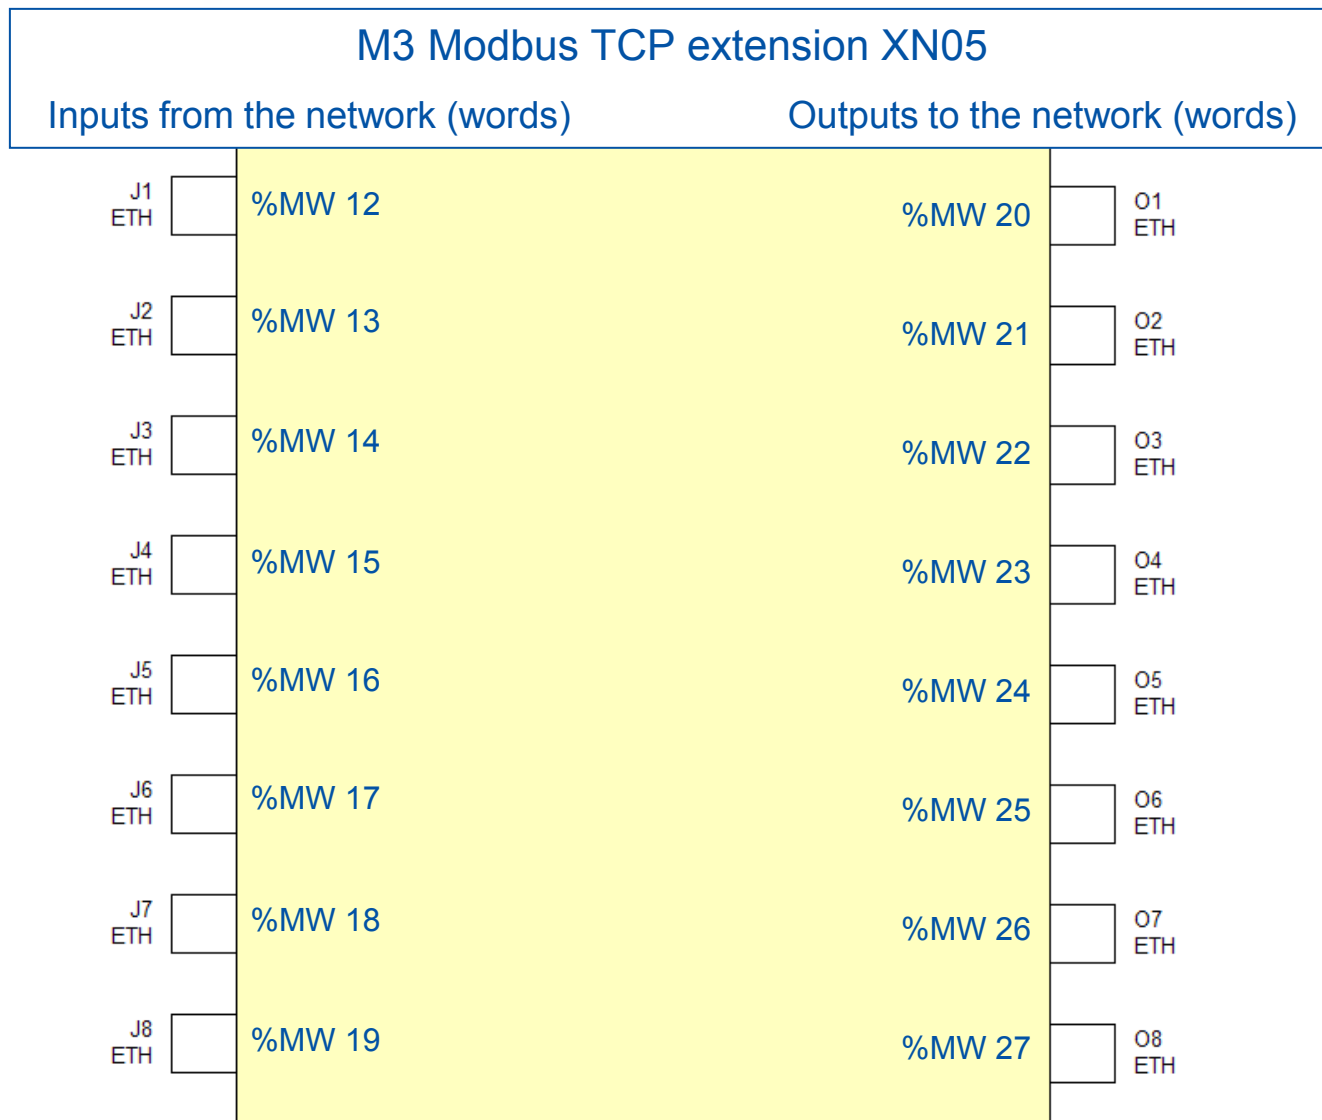 M3 Modbus TCP extension XN05
Inputs from the network (words)
Outputs to the network (words)
J1
ETH
%MW 12
%MW 20
O1
ETH
J2
ETH
%MW 13
%MW 21
O2
ETH
J3
ETH
%MW 14
%MW 22
O3
ETH
J4
ETH
%MW 15
%MW 23
O4
ETH
J5
ETH
%MW 16
%MW 24
O5
ETH
J6
ETH
%MW 17
%MW 25
O6
ETH
J7
ETH
%MW 18
%MW 26
O7
ETH
J8
ETH
%MW 19
%MW 27
O8
ETH